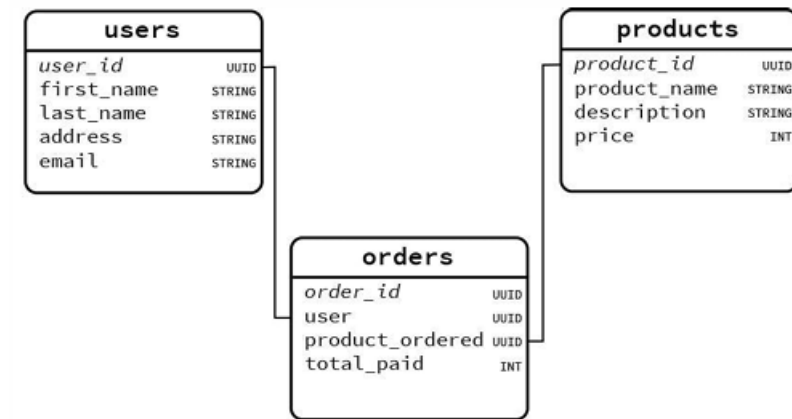 users
user_id UUID
first_name STRING
last_name STRING
address STRING
email STRING
products
product_id UUID
product_name STRING
description STRING
price INT
orders
order_id UUID
user UUID
product_ordered UUID
total_paid INT